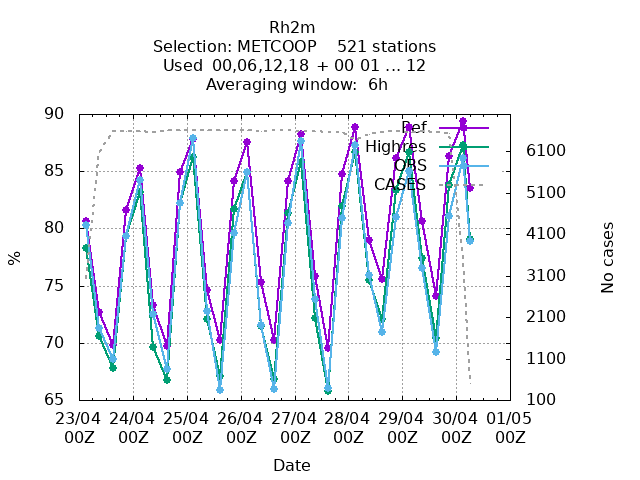 Rh2m
Selection: METCOOP    521 stations
Used  00,06,12,18  + 00 01 ... 12
Averaging window:  6h
90
85
80
75
70
65
%
Ref
Highres
OBS
CASES
6100
5100
4100
3100
2100
1100
100
No cases
23/04 24/04 25/04 26/04 27/04 28/04 29/04 30/04 01/05
00Z 00Z 00Z 00Z 00Z 00Z 00Z 00Z 00Z
Date